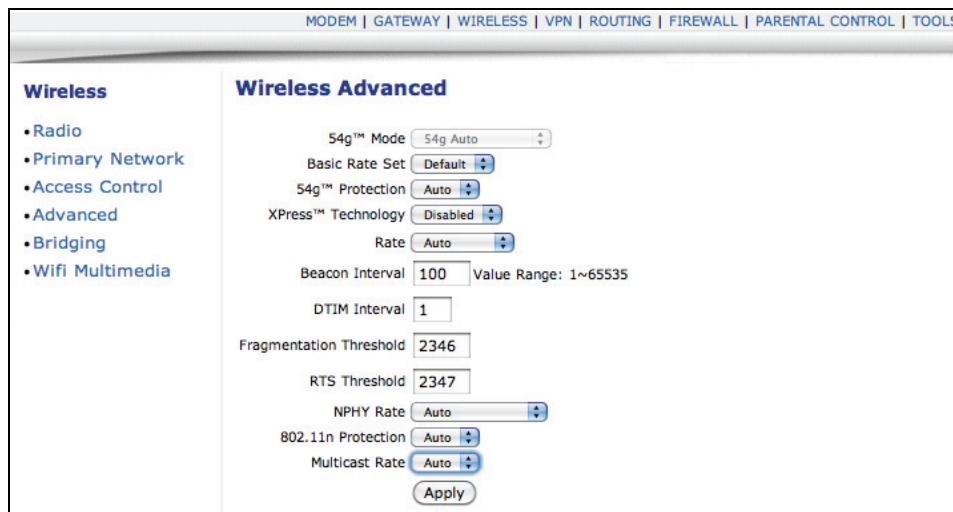 MODEM | GATEWAY | WIRELESS | VPN | ROUTING | FIREWALL | PARENTAL CONTROL | TOOLS
Wireless
• Radio
• Primary Network
• Access Control
• Advanced
• Bridging
• Wifi Multimedia
Wireless Advanced
54g™ Mode 54g Auto
Basic Rate Set Default
54g™ Protection Auto
XPress™ Technology Disabled
Rate Auto
Beacon Interval 100 Value Range: 1~65535
DTIM Interval 1
Fragmentation Threshold 2346
RTS Threshold 2347
NPHY Rate Auto
802.11n Protection Auto
Multicast Rate Auto
Apply